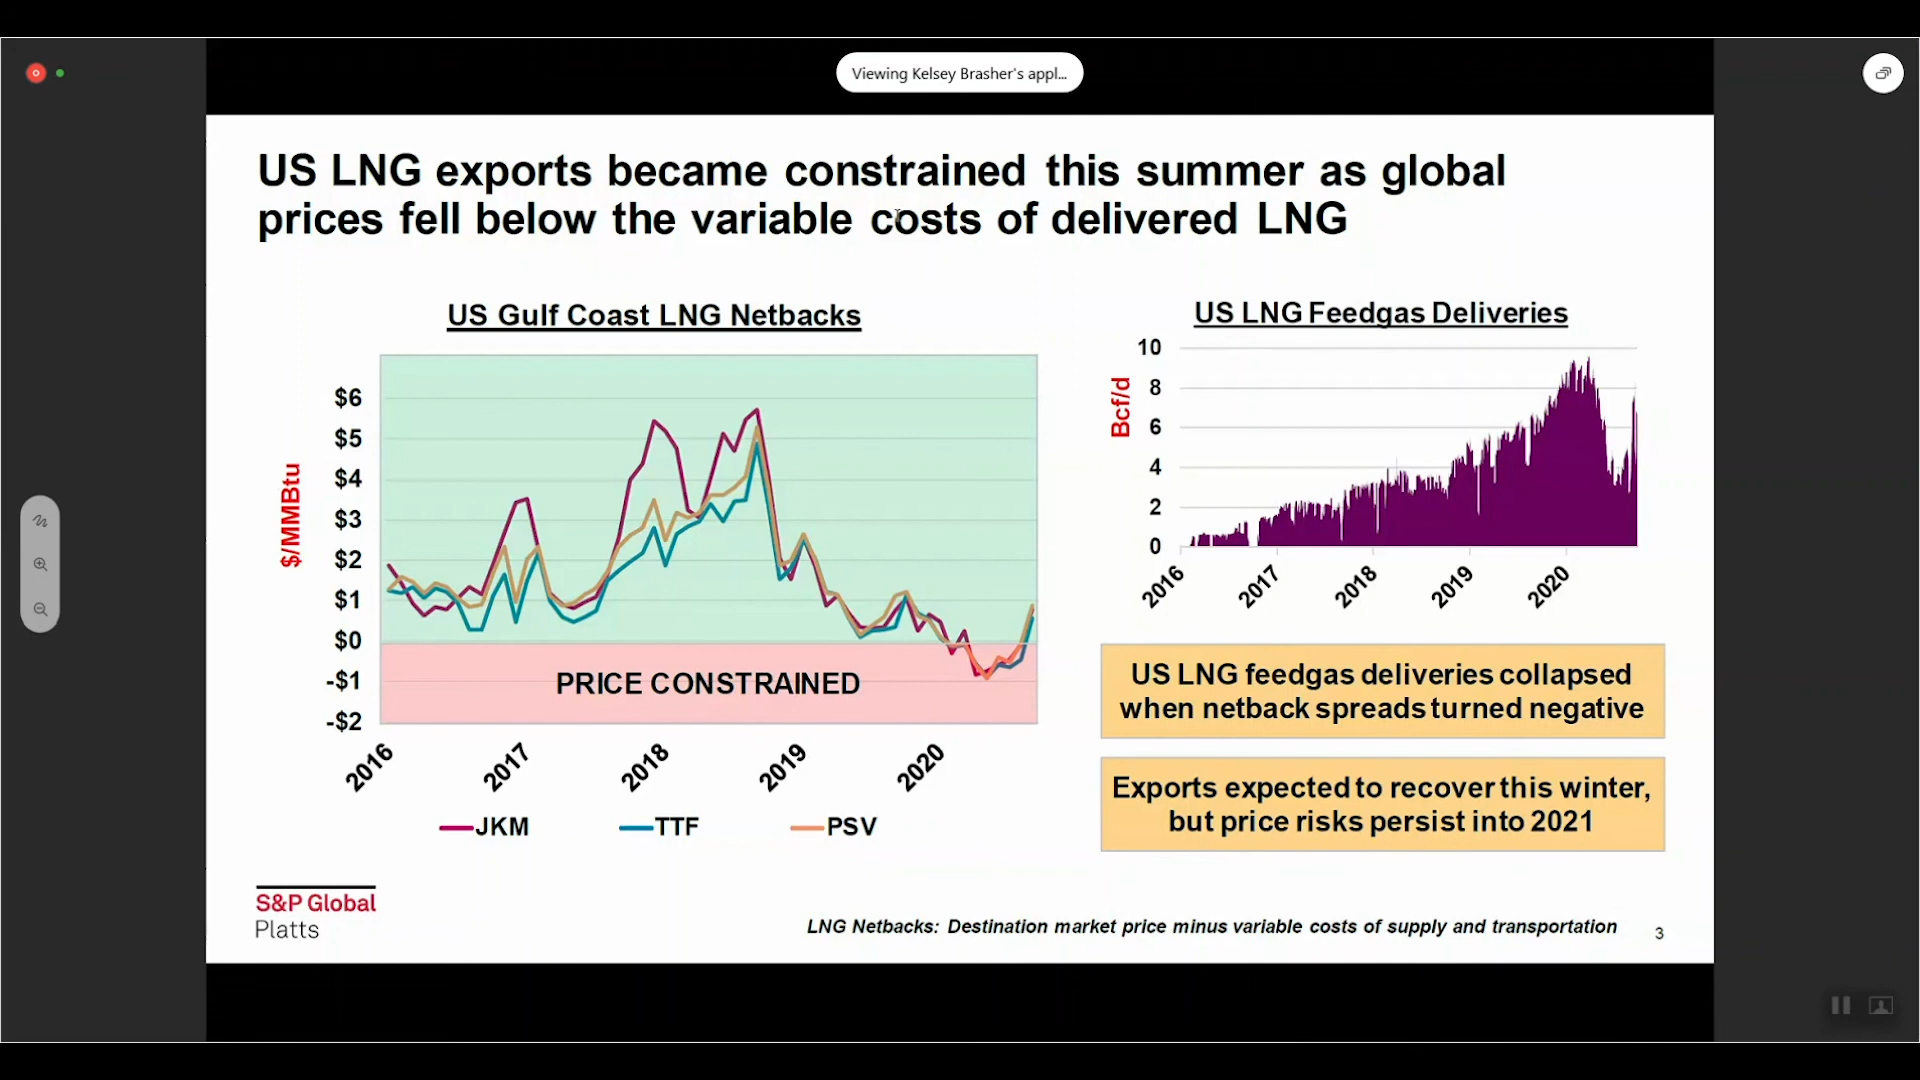 Viewing Kelsey Brasher's appl...
US LNG exports became constrained this summer as global
prices fell below the variable costs of delivered LNG
US Gulf Coast LNG Netbacks
$/MMBtu
$6
$5
$4
$3
$2
$1
$0
-$1
-$2
PRICE CONSTRAINED
2016
2017
2018
2019
2020
JKM
TTF
PSV
US LNG Feedgas Deliveries
Bcf/d
10
8
6
4
2
0
2016
2017
2018
2019
2020
US LNG feedgas deliveries collapsed
when netback spreads turned negative
Exports expected to recover this winter,
but price risks persist into 2021
S&P Global
Platts
LNG Netbacks: Destination market price minus variable costs of supply and transportation
3